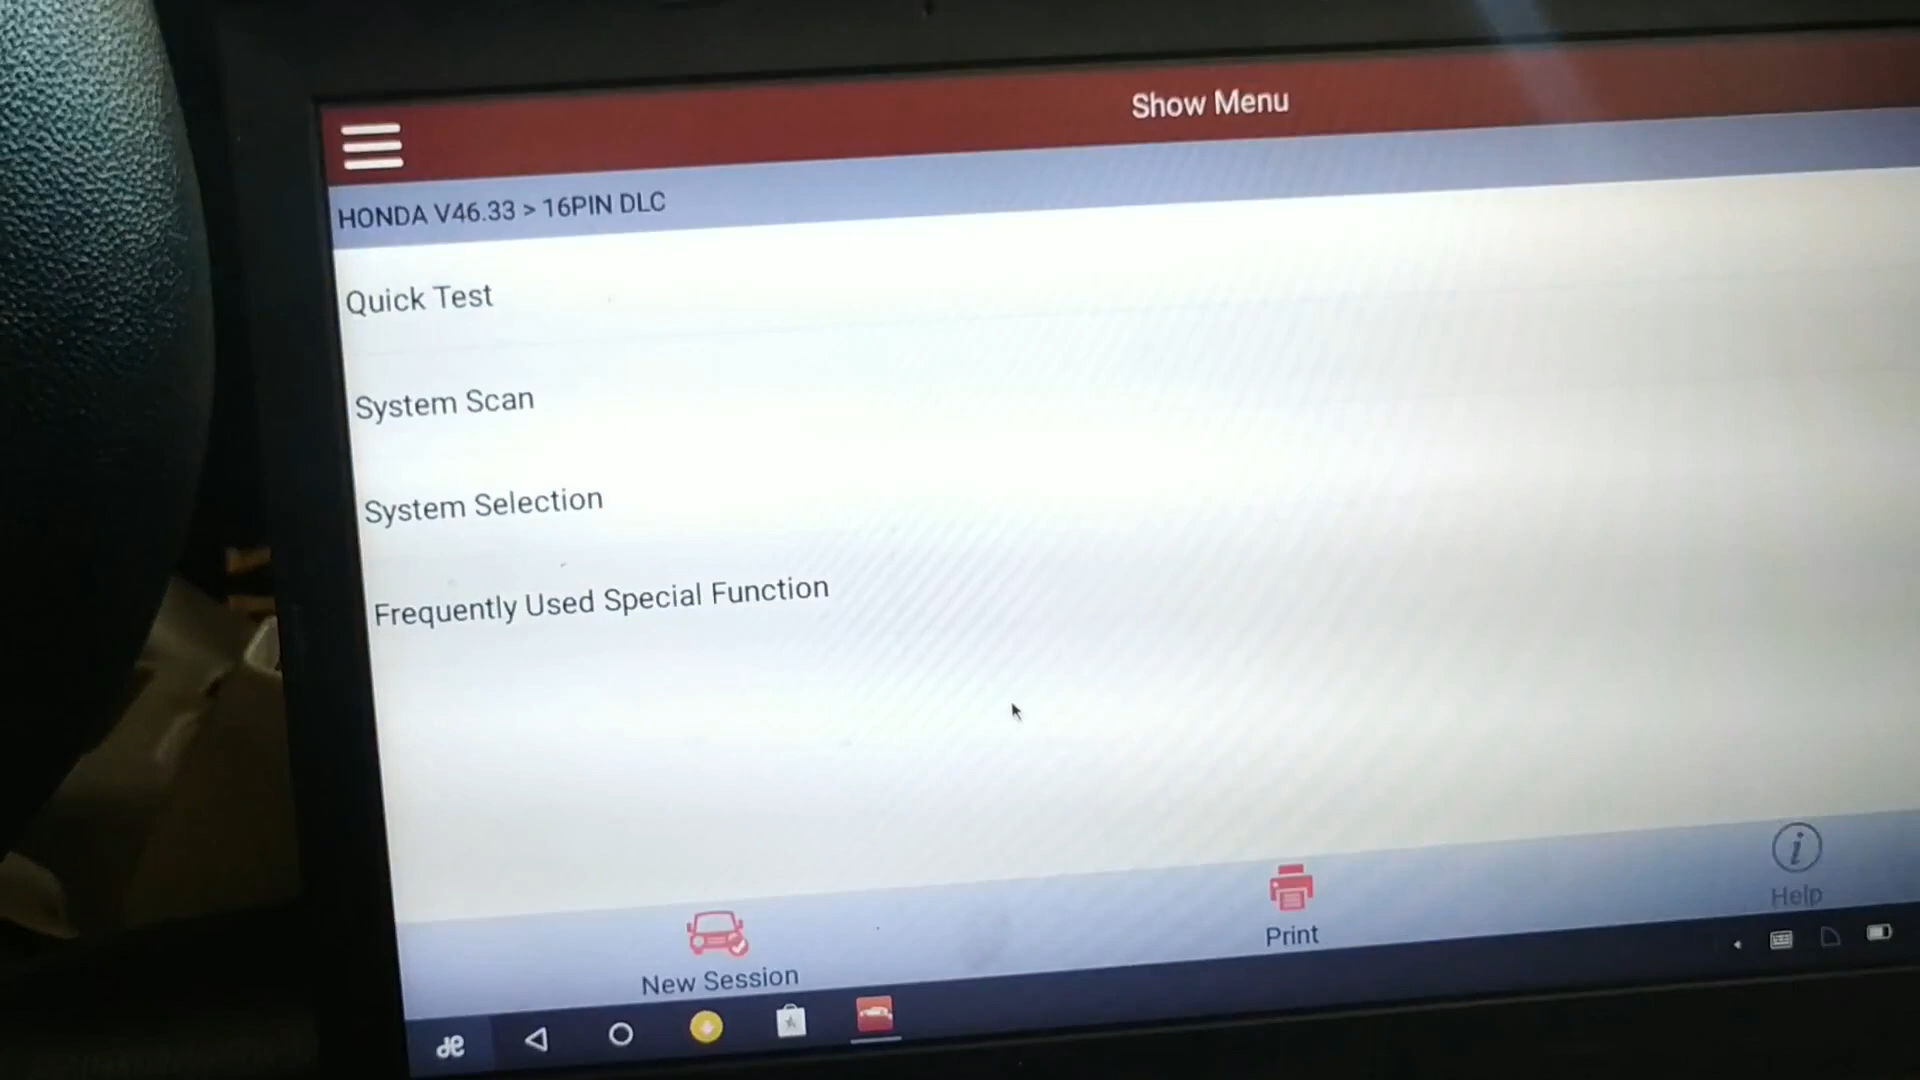 Show Menu
HONDA V46.33 > 16PIN DLC
Quick Test
System Scan
System Selection
Frequently Used Special Function
New Session
Print
Help